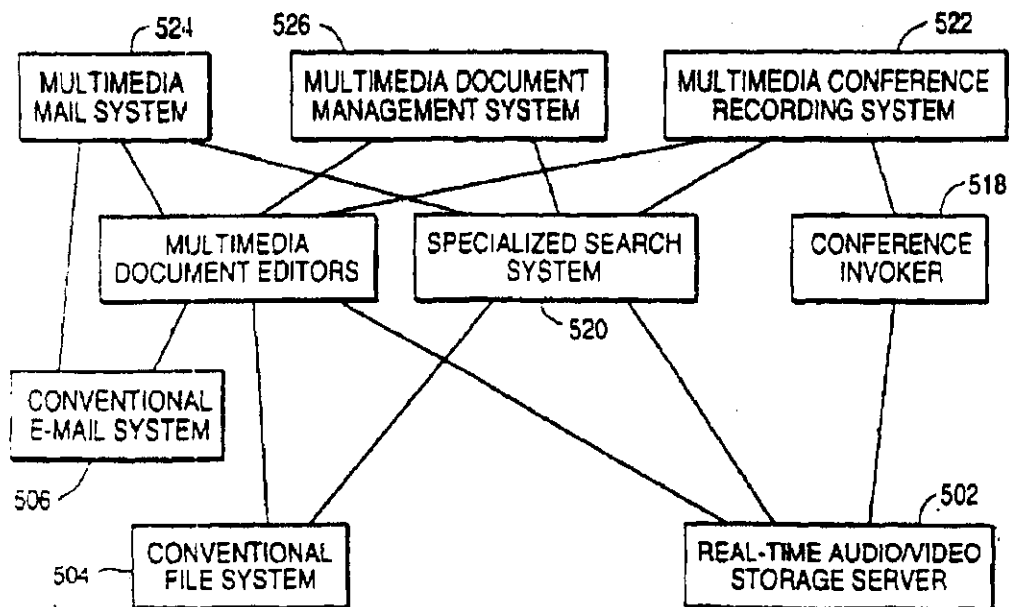 524
526
522
MULTIMEDIA
MAIL SYSTEM
MULTIMEDIA DOCUMENT
MANAGEMENT SYSTEM
MULTIMEDIA CONFERENCE
RECORDING SYSTEM
518
MULTIMEDIA
DOCUMENT EDITORS
SPECIALIZED SEARCH
SYSTEM
CONFERENCE
INVOKER
520
CONVENTIONAL
E-MAIL SYSTEM
506
502
504
CONVENTIONAL
FILE SYSTEM
REAL-TIME AUDIO/VIDEO
STORAGE SERVER